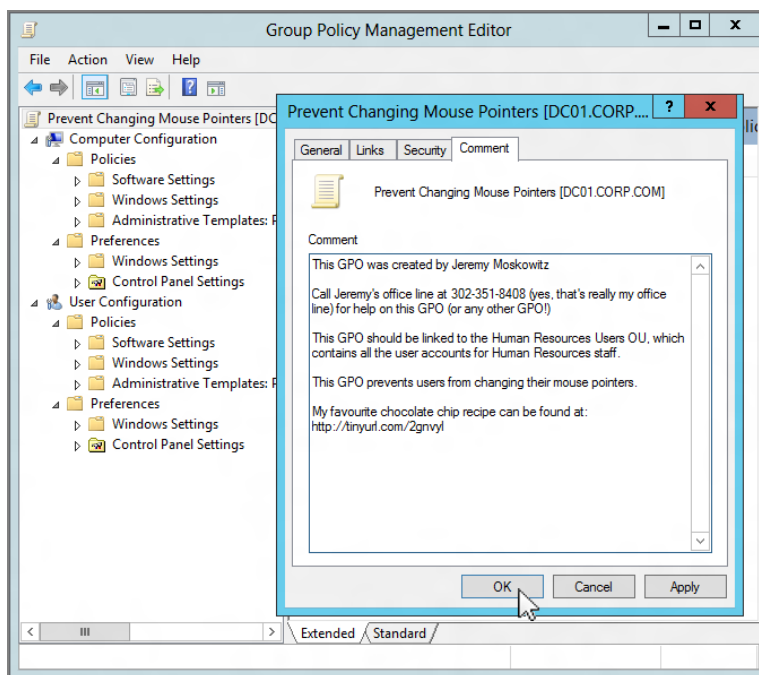 Group Policy Management Editor
File Action View Help
Prevent Changing Mouse Pointers [DC
Computer Configuration
Policies
Software Settings
Windows Settings
Administrative Templates: P
Preferences
Windows Settings
Control Panel Settings
User Configuration
Policies
Software Settings
Windows Settings
Administrative Templates: P
Preferences
Windows Settings
Control Panel Settings
Prevent Changing Mouse Pointers [DC01.CORP....
General Links Security Comment
Prevent Changing Mouse Pointers [DC01.CORP.COM]
Comment
This GPO was created by Jeremy Moskowitz
Call Jeremy's office line at 302-351-8408 (yes, that's really my office
line) for help on this GPO (or any other GPO!)
This GPO should be linked to the Human Resources Users OU, which
contains all the user accounts for Human Resources staff.
This GPO prevents users from changing their mouse pointers.
My favourite chocolate chip recipe can be found at:
http://tinyurl.com/2gnvyl
OK Cancel Apply
Extended Standard